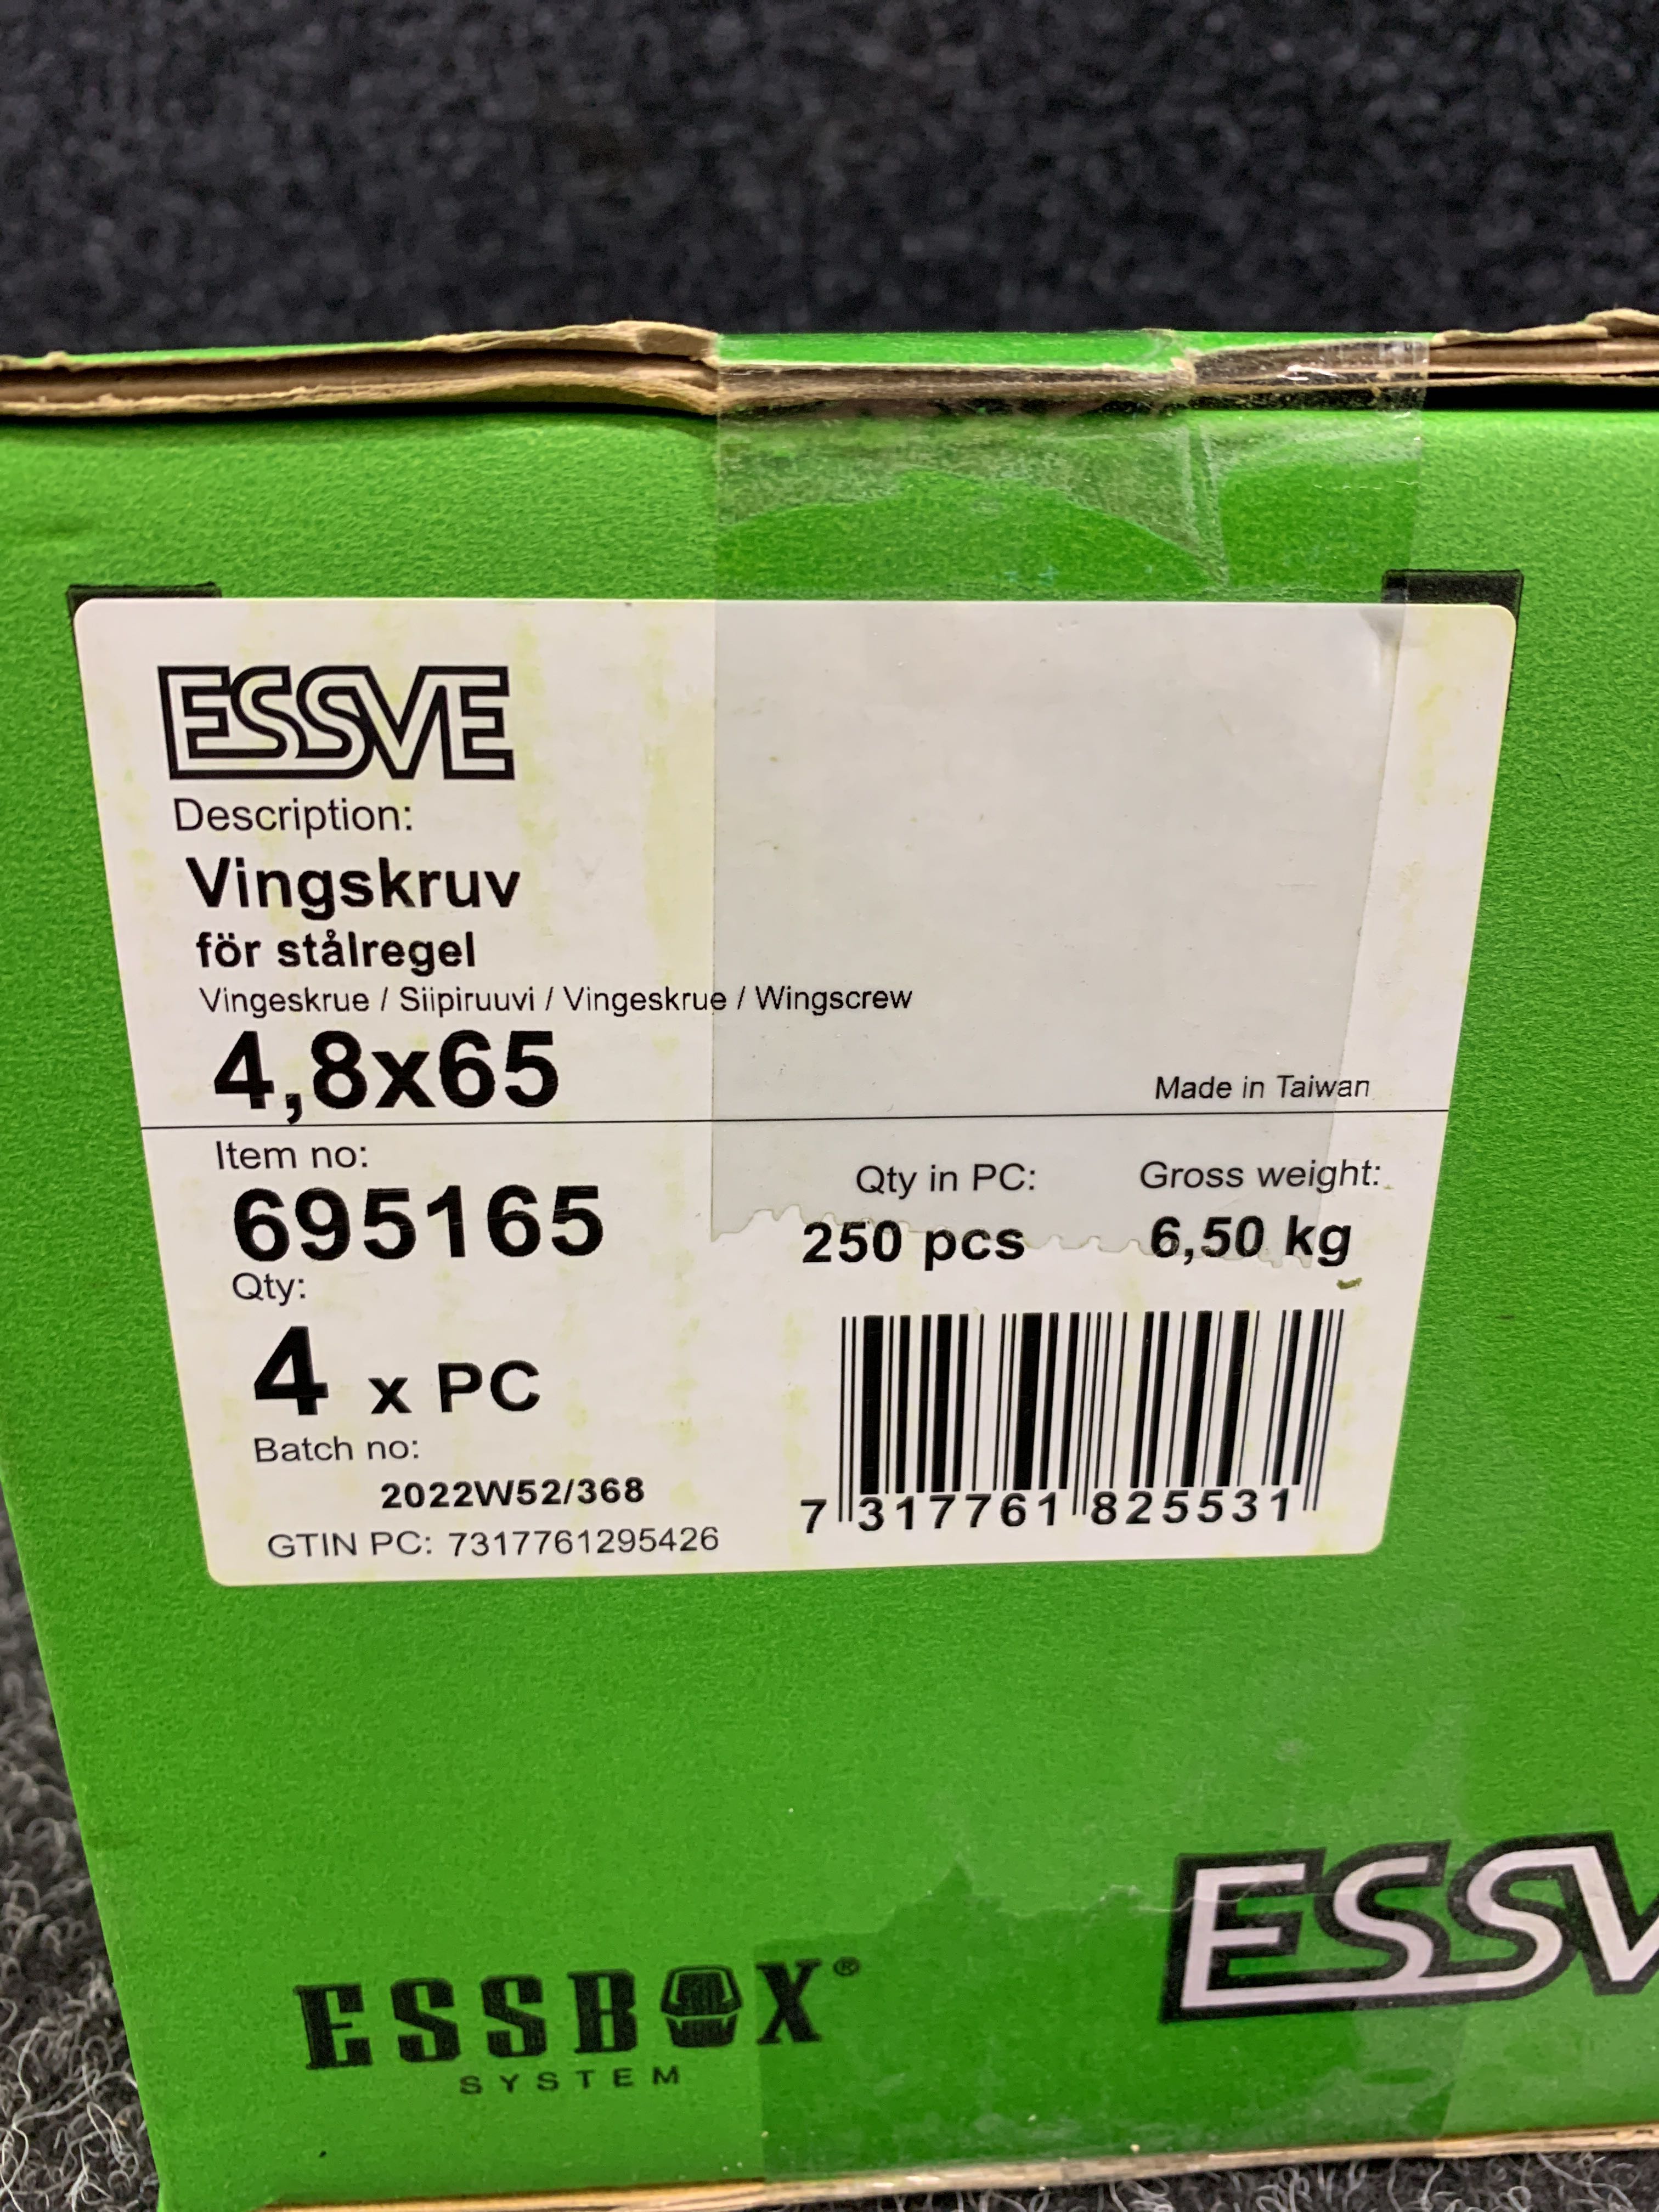 ESSVE
Description:
Vingskruv
för stålregel
Vingeskrue / Siipiruuvi / Vingeskrue / Wingscrew
4,8x65
Made in Taiwan
Item no:
695165
Qty in PC:
250 pcs
Gross weight:
6,50 kg
Qty:
4 x PC
Batch no:
2022W52/368
GTIN PC: 7317761295426
7 317761 825531
ESSBOX®
SYSTEM
ESSV